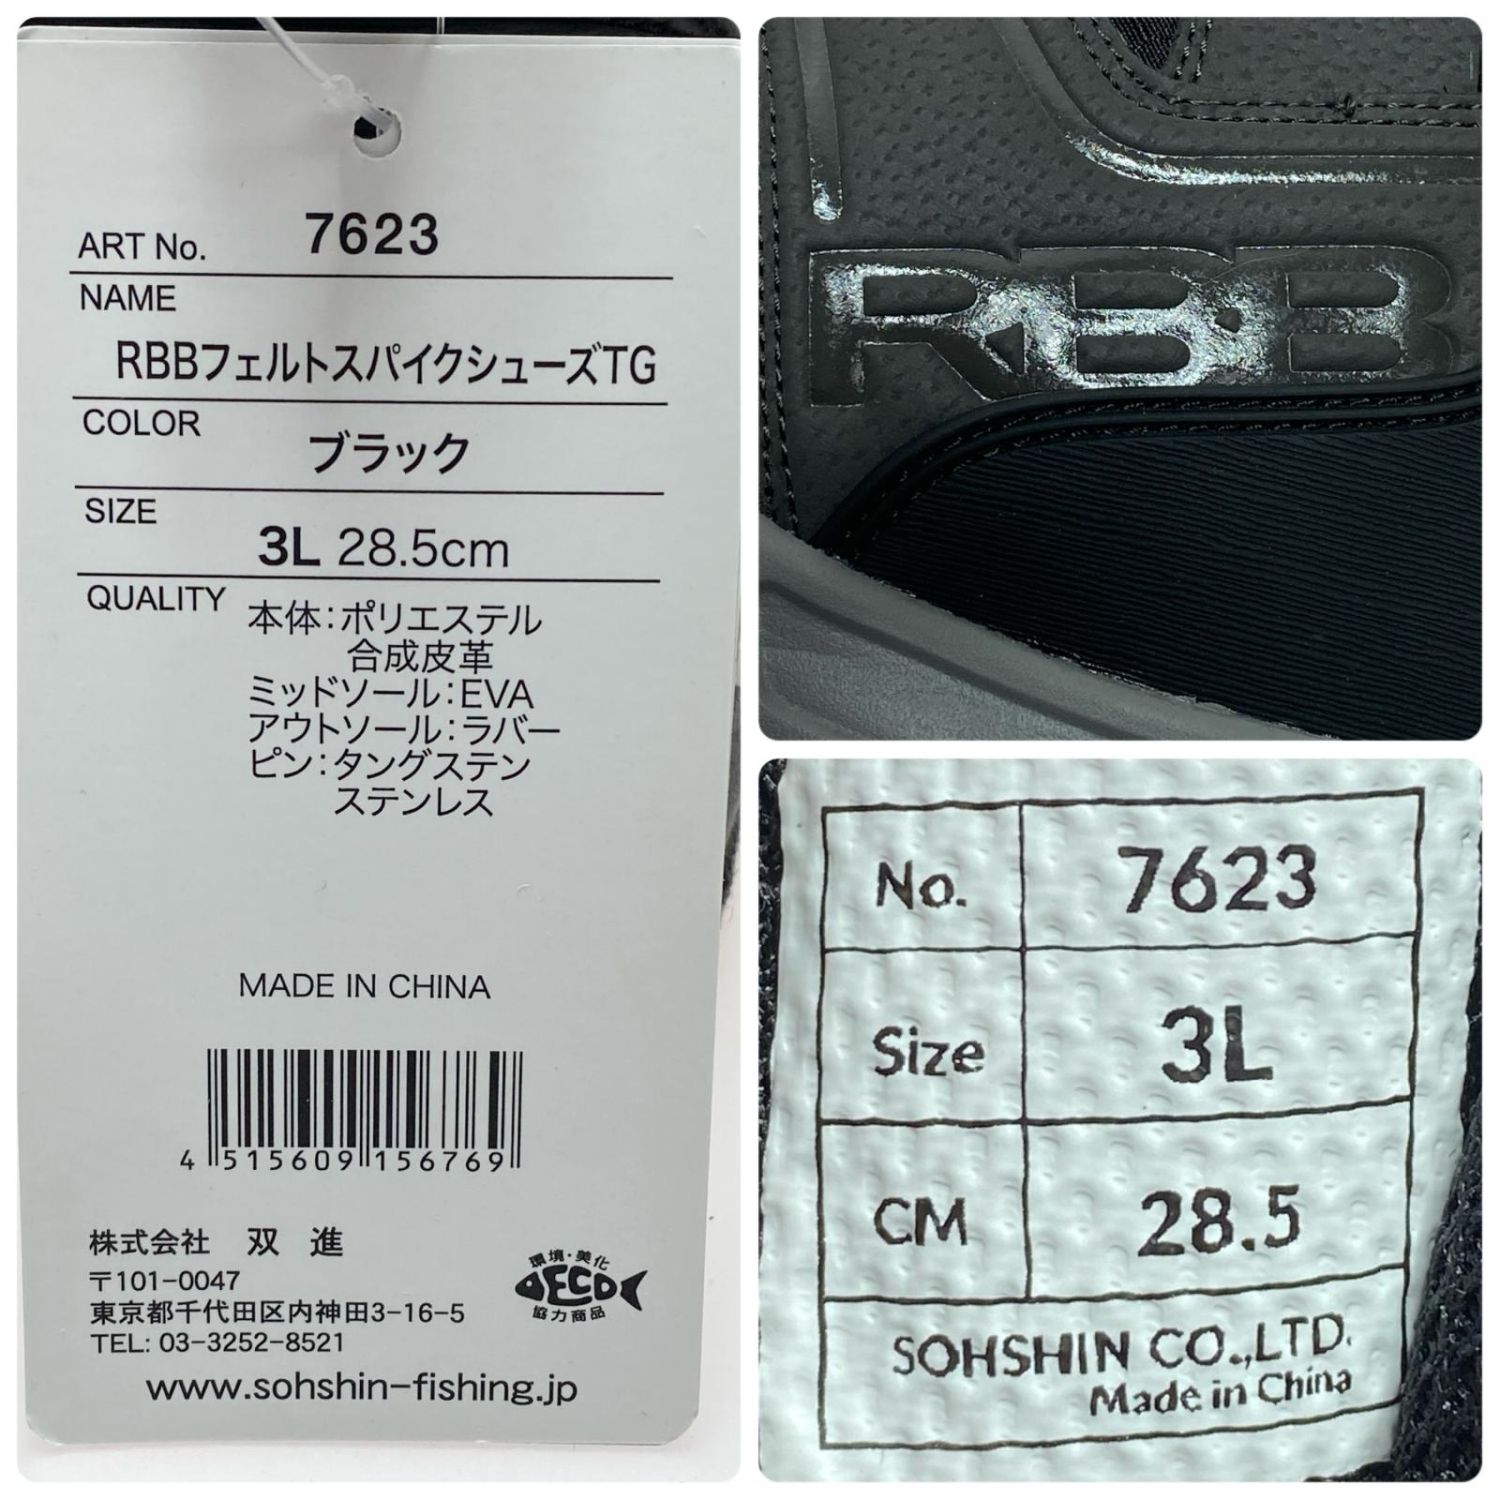 ART No. 7623
NAME
RBBフェルトスパイクシューズTG
COLOR
ブラック
SIZE
3L 28.5cm
QUALITY
本体:ポリエステル
合成皮革
ミッドソール:EVA
アウトソール:ラバー
ピン:タングステン
ステンレス
MADE IN CHINA
4 515609 156769
株式会社 双 進
〒101-0047
東京都千代田区内神田3-16-5
TEL: 03-3252-8521
www.sohshin-fishing.jp
環境・美化
ECO
協力商品
RBB
No. 7623
Size 3L
CM 28.5
SOHSHIN CO.,LTD.
Made in China